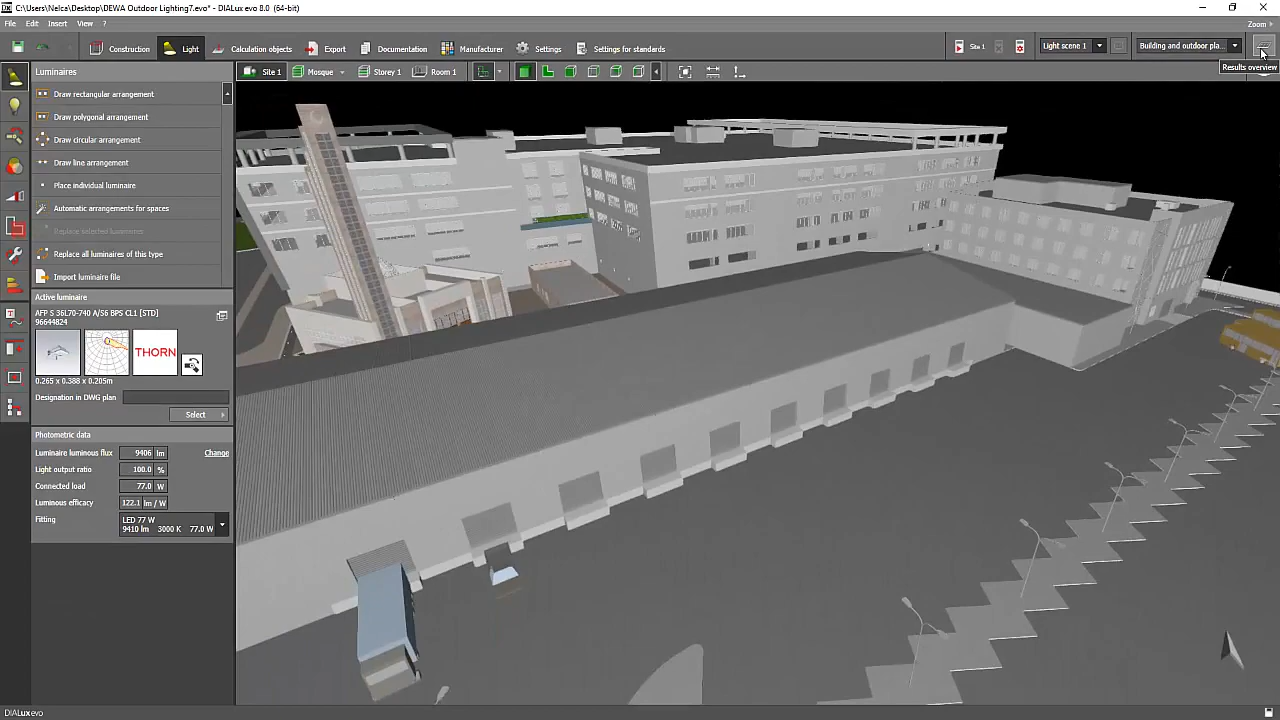 C:\Users\Nelca\Desktop\DEWA Outdoor Lighting7.evo* - DIALux evo 8.0 (64-bit)
File Edit Insert View ?
Zoom
Construction Light Calculation objects Export Documentation Manufacturer Settings Settings for standards
Site 1 Light scene 1 Building and outdoor pla...
Results overview
Luminaires
Site 1 Mosque Storey 1 Room 1
Draw rectangular arrangement
Draw polygonal arrangement
Draw circular arrangement
Draw line arrangement
Place individual luminaire
Automatic arrangements for spaces
Replace selected luminaires
Replace all luminaires of this type
Import luminaire file
Active luminaire
AFP S 36L70-740 A/S6 BPS CL1 [STD]
96644824
THORN
0.265 x 0.388 x 0.205m
Designation in DWG plan
Select
Photometric data
Luminaire luminous flux 9406 lm Change
Light output ratio 100.0 %
Connected load 77.0 W
Luminous efficacy 122.1 lm / W
Fitting
LED 77 W
9410 lm 3000 K 77.0 W
DIALux evo